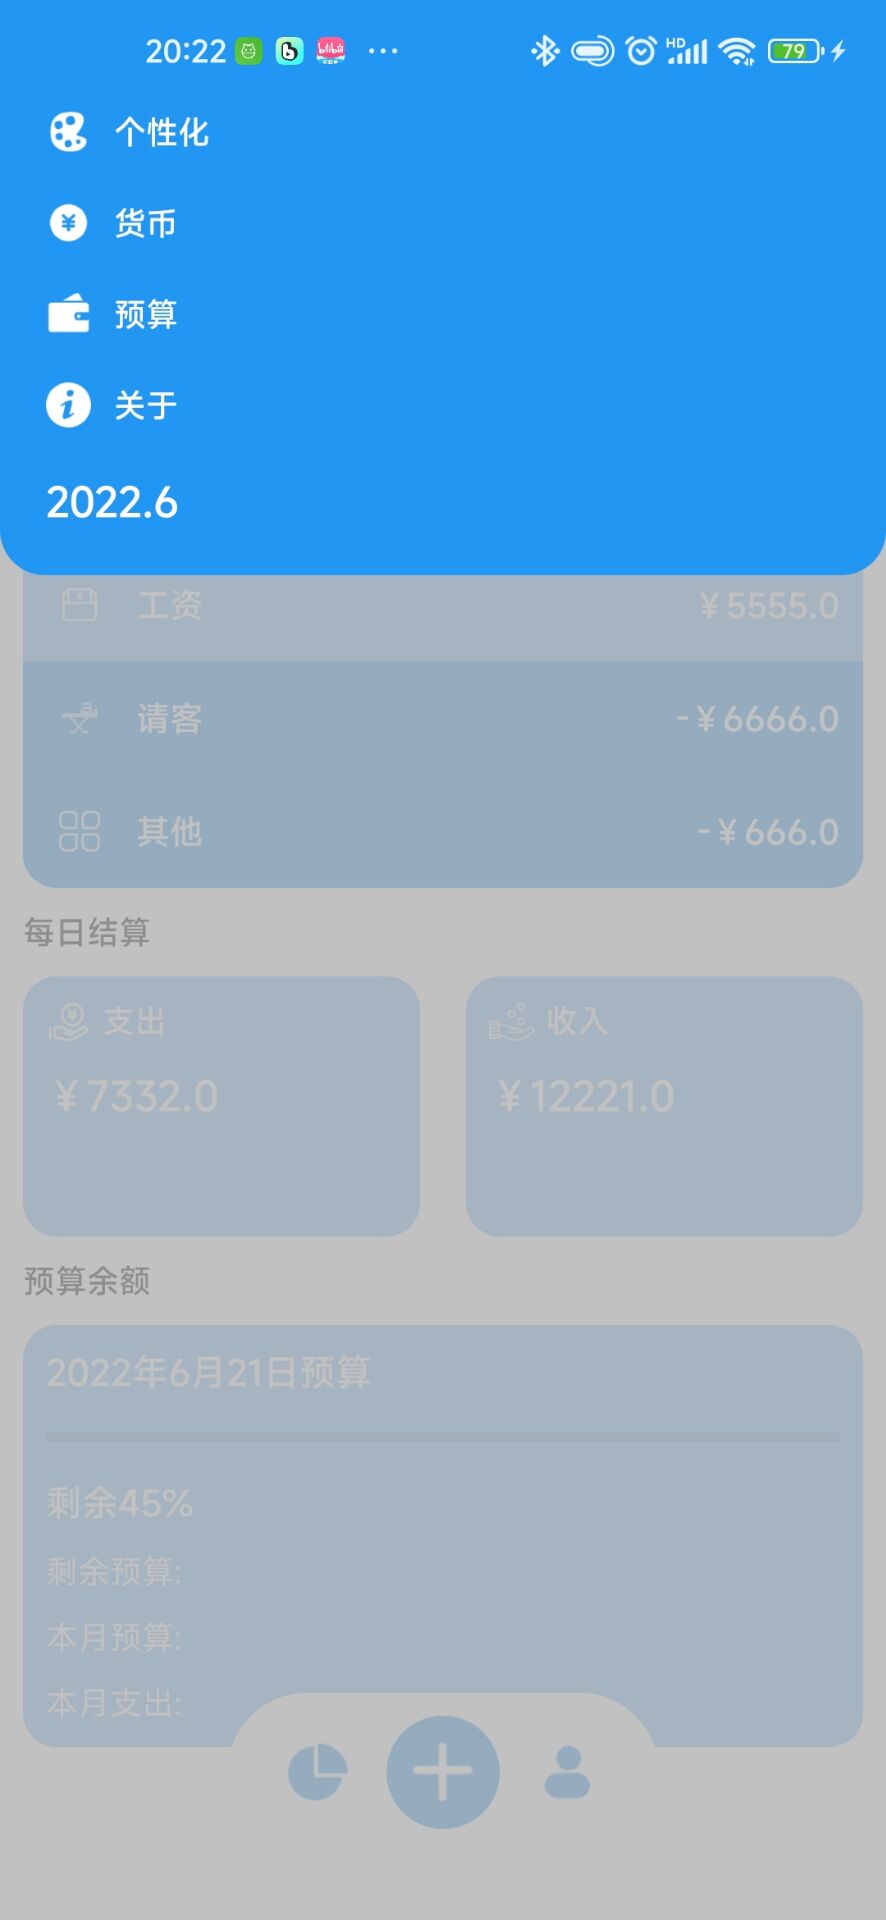 20:22 HD 79
个性化
货币
预算
关于
2022.6
工资 ¥5555.0
请客 -¥6666.0
其他 -¥666.0
每日结算
支出 收入
¥7332.0 ¥12221.0
预算余额
2022年6月21日预算
剩余45%
剩余预算:
本月预算:
本月支出: